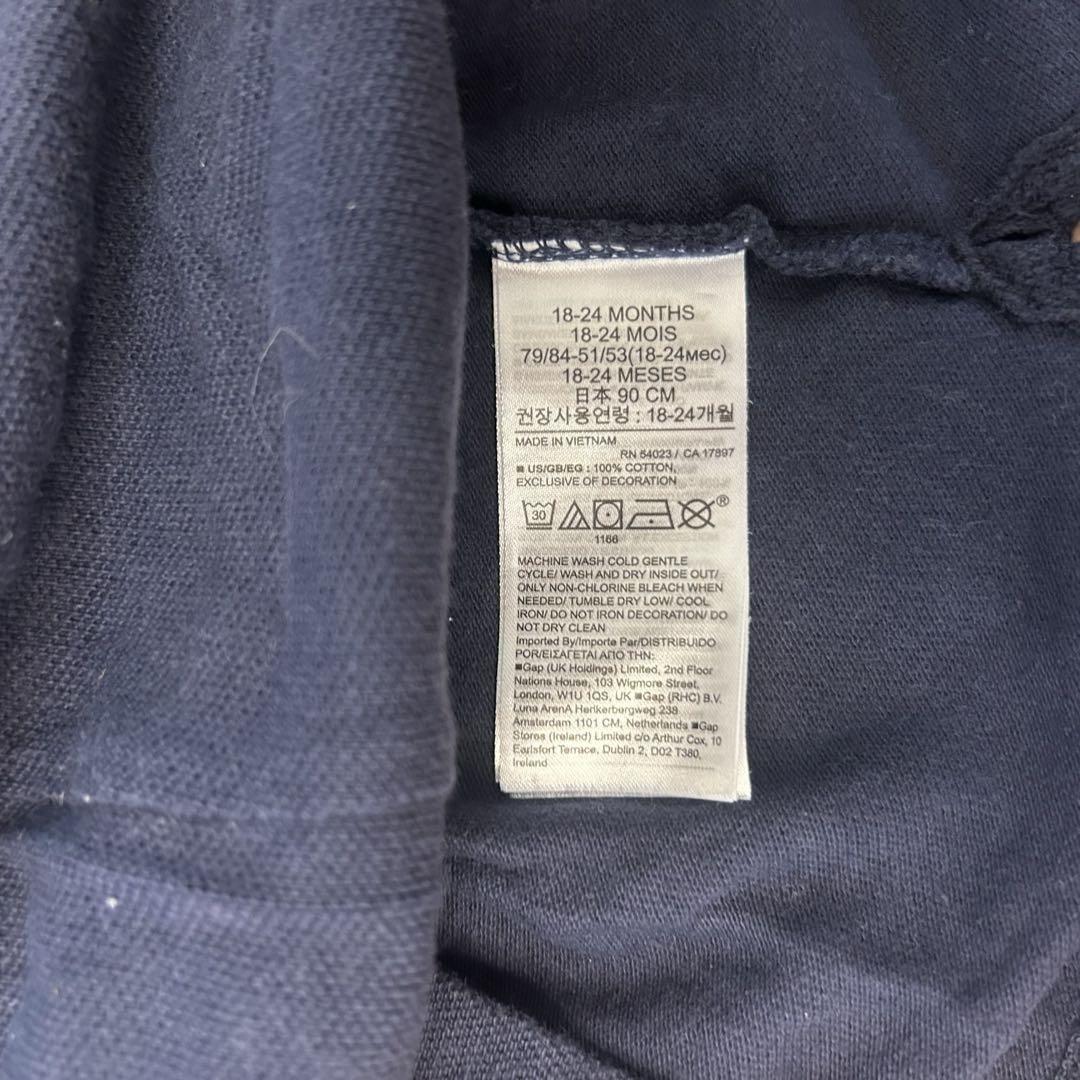 18-24 MONTHS
18-24 MOIS
79/84-51/53(18-24мес)
18-24 MESES
日本 90 CM
권장사용연령 : 18-24개월
MADE IN VIETNAM
RN 54023 / CA 17897
■ US/GB/EG : 100% COTTON,
EXCLUSIVE OF DECORATION
30
®
1166
MACHINE WASH COLD GENTLE
CYCLE/ WASH AND DRY INSIDE OUT/
ONLY NON-CHLORINE BLEACH WHEN
NEEDED/ TUMBLE DRY LOW/ COOL
IRON/ DO NOT IRON DECORATION/ DO
NOT DRY CLEAN
Imported By/Importe Par/DISTRIBUIDO
POR/ΕΙΣΑΓΕΤΑΙ ΑΠΟ ΤΗΝ:
■Gap (UK Holdings) Limited, 2nd Floor
Nations House, 103 Wigmore Street,
London, W1U 1QS, UK ■Gap (RHC) B.V.
Luna ArenA Herikerbergweg 238
Amsterdam 1101 CM, Netherlands ■Gap
Stores (Ireland) Limited c/o Arthur Cox, 10
Earlsfort Terrace, Dublin 2, D02 T380,
Ireland